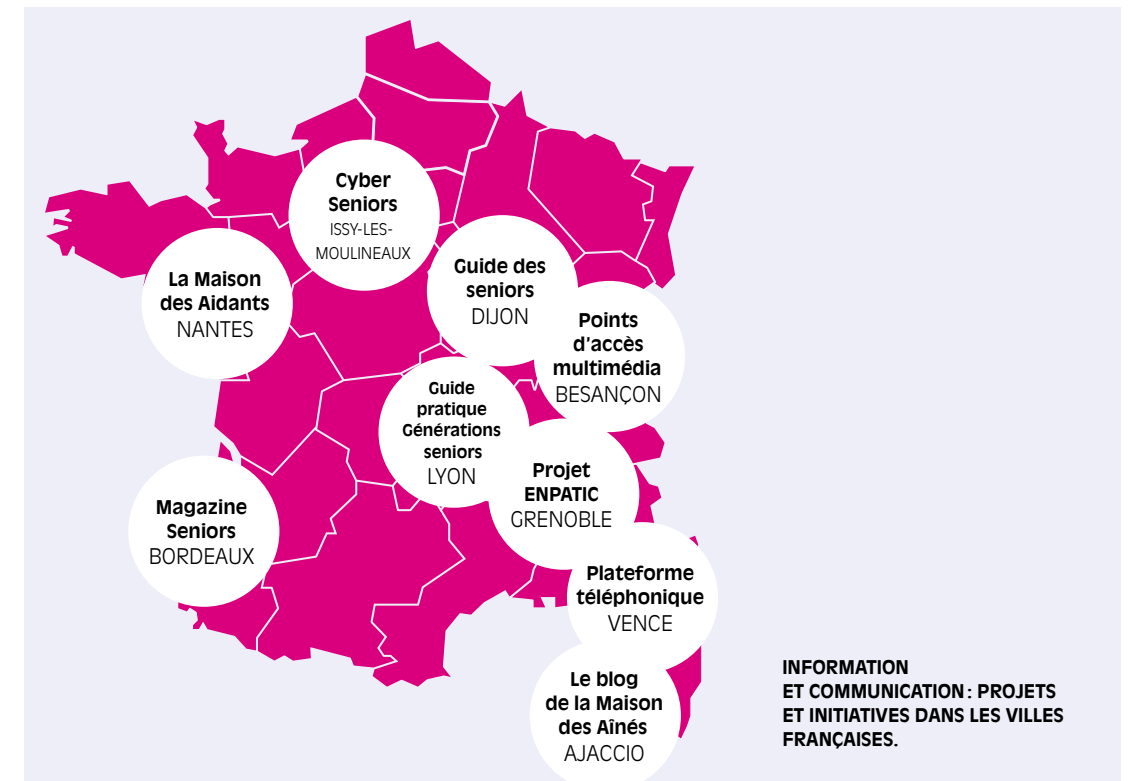 Cyber
Seniors
ISSY-LES-
MOULINEAUX
La Maison
des Aidants
NANTES
Guide des
seniors
DIJON
Points
d'accès
multimédia
BESANÇON
Guide
pratique
Générations
seniors
LYON
Projet
ENPATIC
GRENOBLE
Magazine
Seniors
BORDEAUX
Plateforme
téléphonique
VENCE
Le blog
de la Maison
des Aînés
AJACCIO
INFORMATION
ET COMMUNICATION : PROJETS
ET INITIATIVES DANS LES VILLES
FRANÇAISES.